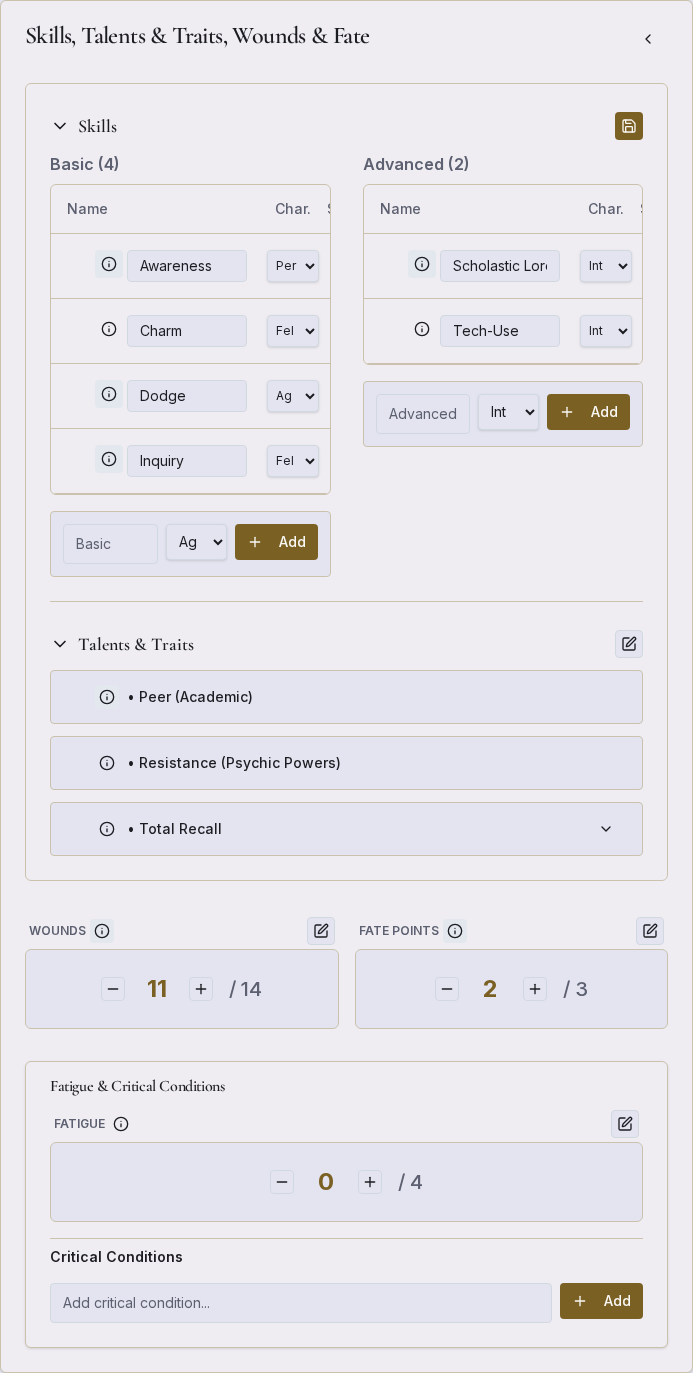 Skills, Talents & Traits, Wounds & Fate
Skills
Basic (4)
Name Char.
Awareness Per
Charm Fel
Dodge Ag
Inquiry Fel
Basic Ag Add
Advanced (2)
Name Char.
Scholastic Lore Int
Tech-Use Int
Advanced Int Add
Talents & Traits
• Peer (Academic)
• Resistance (Psychic Powers)
• Total Recall
WOUNDS
11 / 14
FATE POINTS
2 / 3
Fatigue & Critical Conditions
FATIGUE
0 / 4
Critical Conditions
Add critical condition... Add